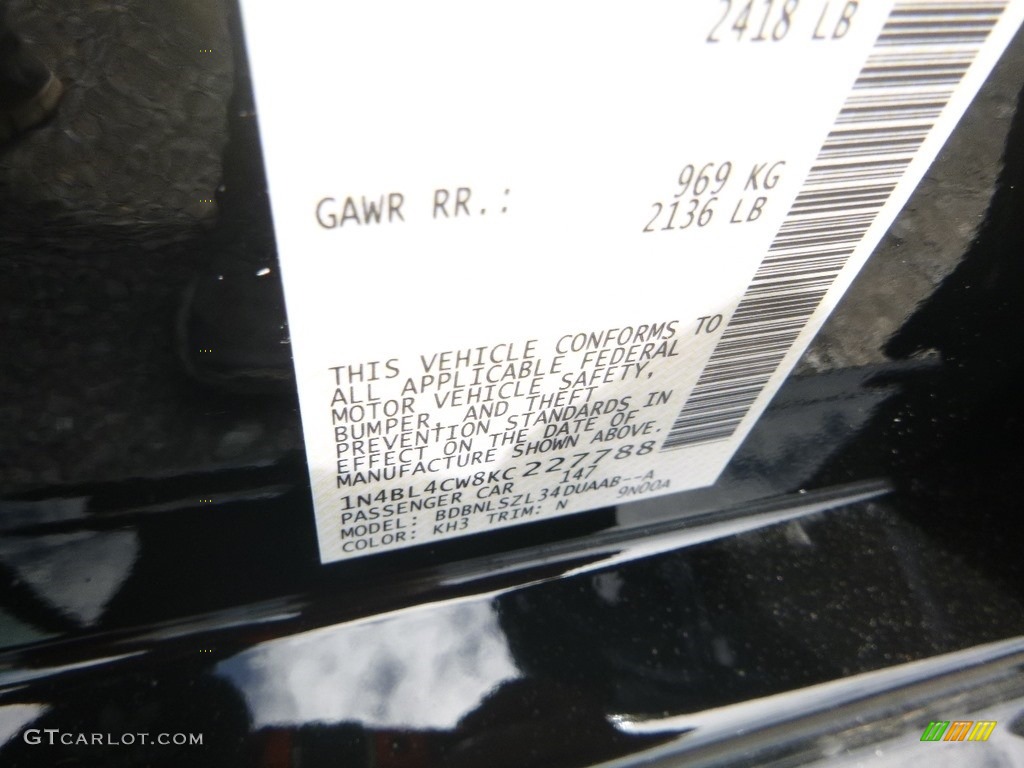 2418 LB
GAWR RR.: 969 KG
2136 LB
THIS VEHICLE CONFORMS TO
ALL APPLICABLE FEDERAL
MOTOR VEHICLE SAFETY,
BUMPER, AND THEFT
PREVENTION STANDARDS IN
EFFECT ON THE DATE OF
MANUFACTURE SHOWN ABOVE.
1N4BL4CW8KC227788
PASSENGER CAR 147
MODEL: BDBNLSZL34DUAAB--A
COLOR: KH3 TRIM: N 9N00A
GTCARLOT.COM